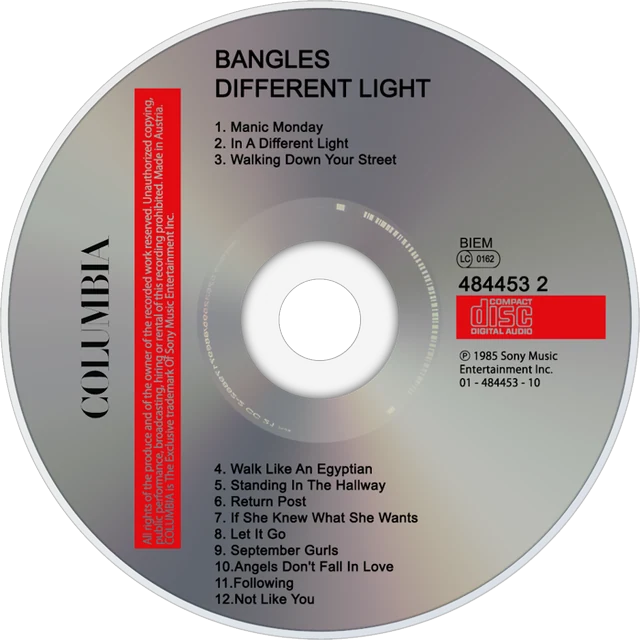 BANGLES
DIFFERENT LIGHT
1. Manic Monday
2. In A Different Light
3. Walking Down Your Street
COLUMBIA
All rights of the produce and of the owner of the recorded work reserved. Unauthorized copying,
public performance, broadcasting, hiring or rental of this recording prohibited. Made in Austria.
COLUMBIA is The Exclusive trademark Of Sony Music Entertainment Inc.
BIEM
LC 0162
484453 2
COMPACT
disc
DIGITAL AUDIO
℗ 1985 Sony Music
Entertainment Inc.
01 - 484453 - 10
4. Walk Like An Egyptian
5. Standing In The Hallway
6. Return Post
7. If She Knew What She Wants
8. Let It Go
9. September Gurls
10.Angels Don't Fall In Love
11.Following
12.Not Like You